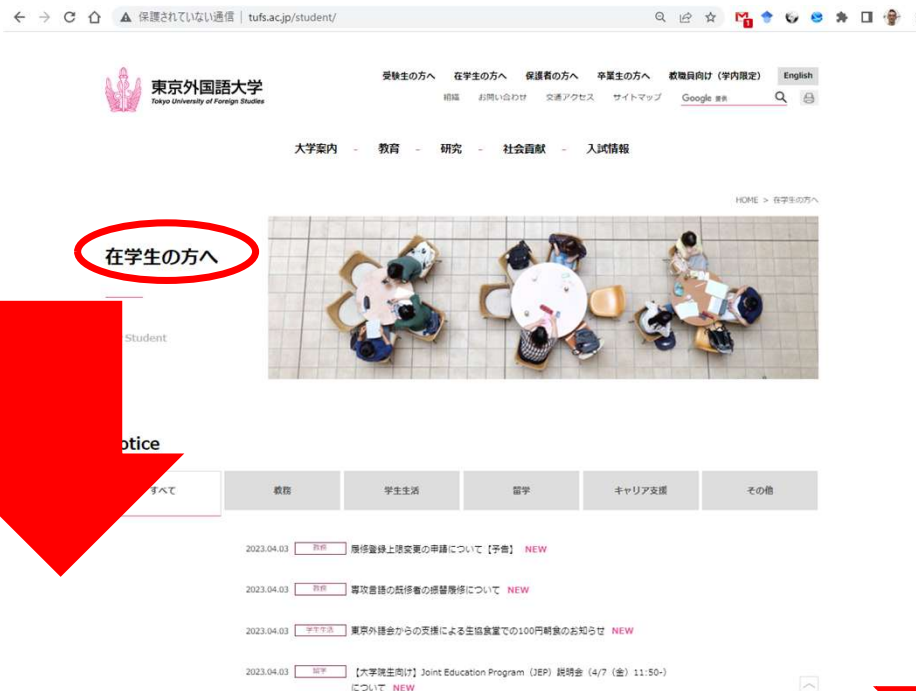 保護されていない通信 | tufs.ac.jp/student/
東京外国語大学
Tokyo University of Foreign Studies
受験生の方へ 在学生の方へ 保護者の方へ 卒業生の方へ 教職員向け（学内限定） English
組織 お問い合わせ 交通アクセス サイトマップ Google 提供
大学案内 - 教育 - 研究 - 社会貢献 - 入試情報
HOME > 在学生の方へ
在学生の方へ
Student
otice
すべて 教務 学生生活 留学 キャリア支援 その他
2023.04.03 教務 履修登録上限変更の申請について【予告】 NEW
2023.04.03 教務 専攻言語の既修者の振替履修について NEW
2023.04.03 学生生活 東京外語会からの支援による生協食堂での100円朝食のお知らせ NEW
2023.04.03 留学 【大学院生向け】Joint Education Program（JEP）説明会（4/7（金）11:50-）
について NEW